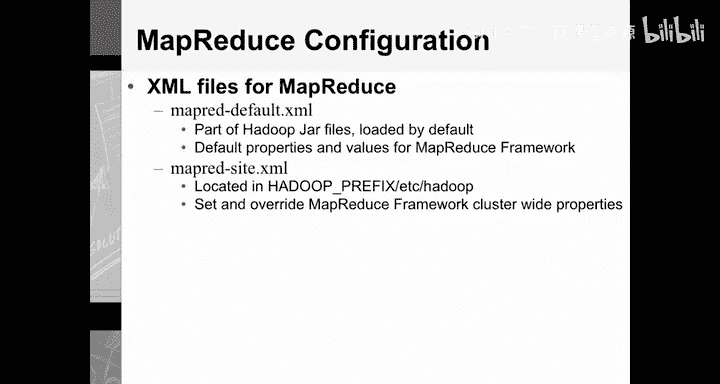 MapReduce Configuration
bilibili
• XML files for MapReduce
– mapred-default.xml
• Part of Hadoop Jar files, loaded by default
• Default properties and values for MapReduce Framework
– mapred-site.xml
• Located in HADOOP_PREFIX/etc/hadoop
• Set and override MapReduce Framework cluster wide properties